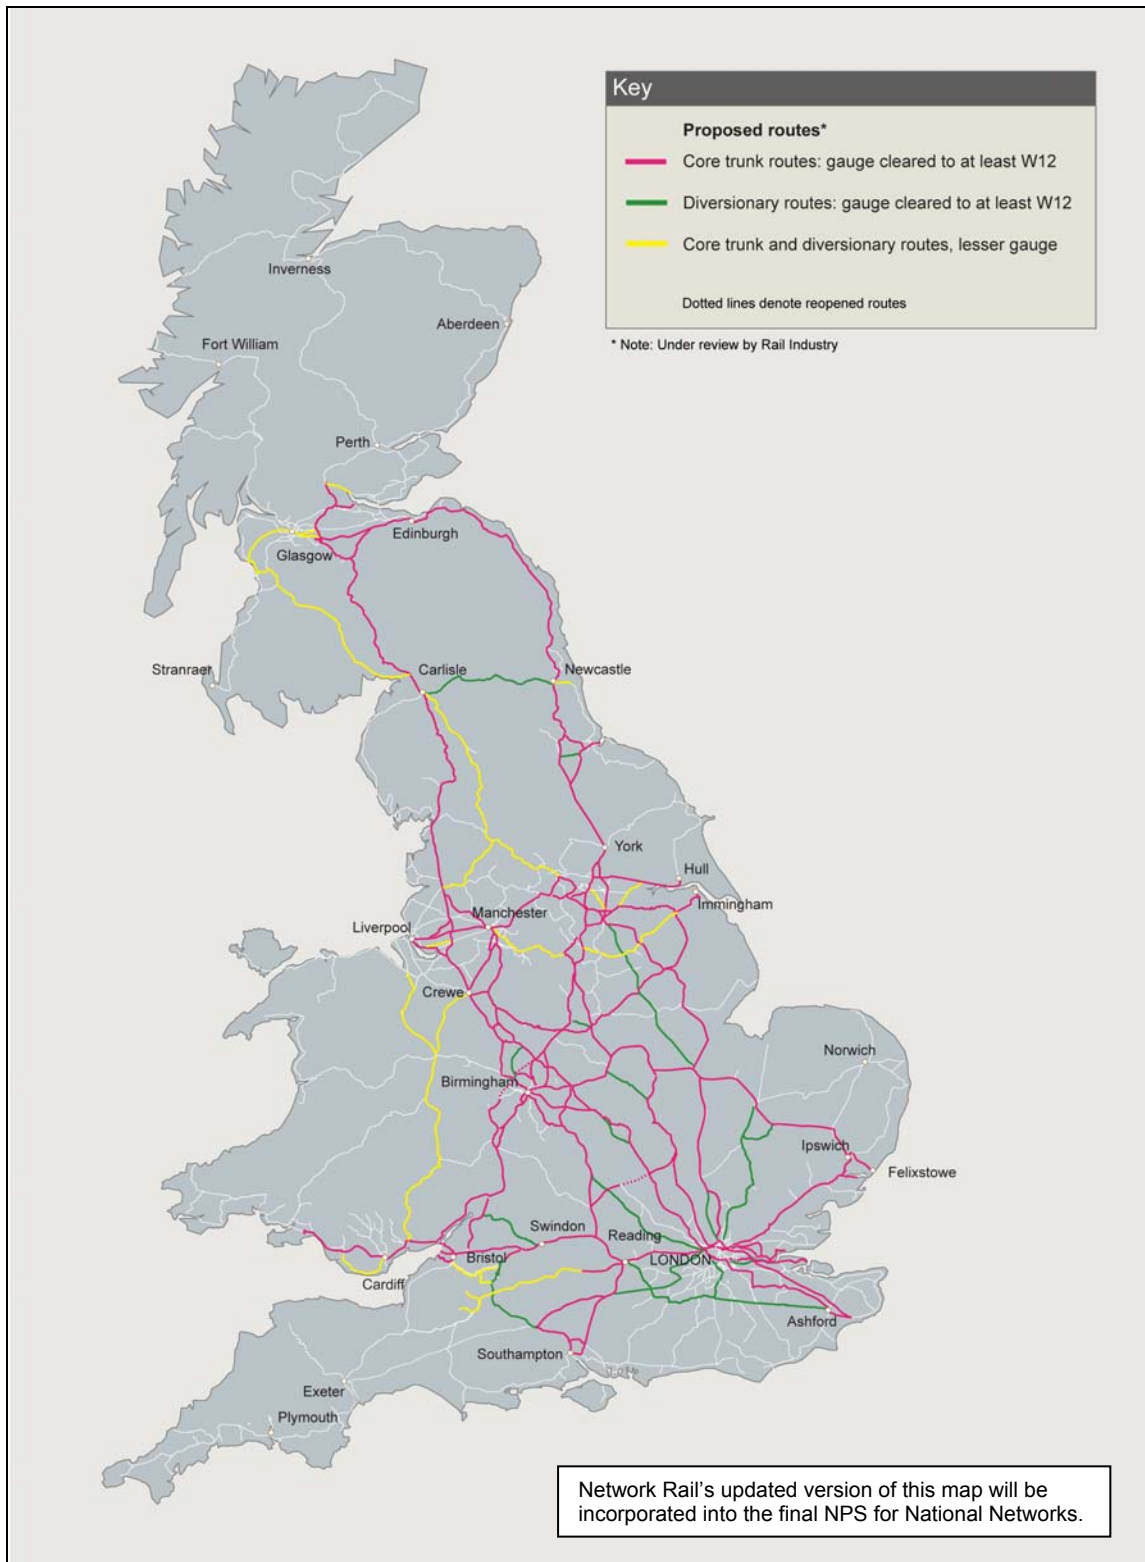 Key
Proposed routes*
Core trunk routes: gauge cleared to at least W12
Diversionary routes: gauge cleared to at least W12
Core trunk and diversionary routes, lesser gauge
Dotted lines denote reopened routes
* Note: Under review by Rail Industry
Inverness
Aberdeen
Fort William
Perth
Edinburgh
Glasgow
Stranraer
Carlisle
Newcastle
York
Hull
Immingham
Manchester
Liverpool
Crewe
Norwich
Birmingham
Ipswich
Felixstowe
Swindon
Reading
LONDON
Bristol
Cardiff
Ashford
Southampton
Exeter
Plymouth
Network Rail's updated version of this map will be
incorporated into the final NPS for National Networks.